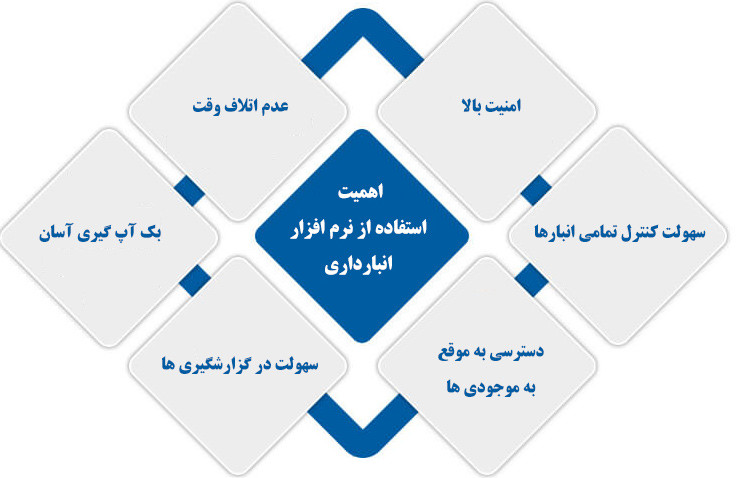 امنیت بالا
عدم اتلاف وقت
اهمیت
استفاده از نرم افزار
انبارداری
سهولت کنترل تمامی انبارها
بک آپ گیری آسان
دسترسی به موقع
به موجودی ها
سهولت در گزارشگیری ها